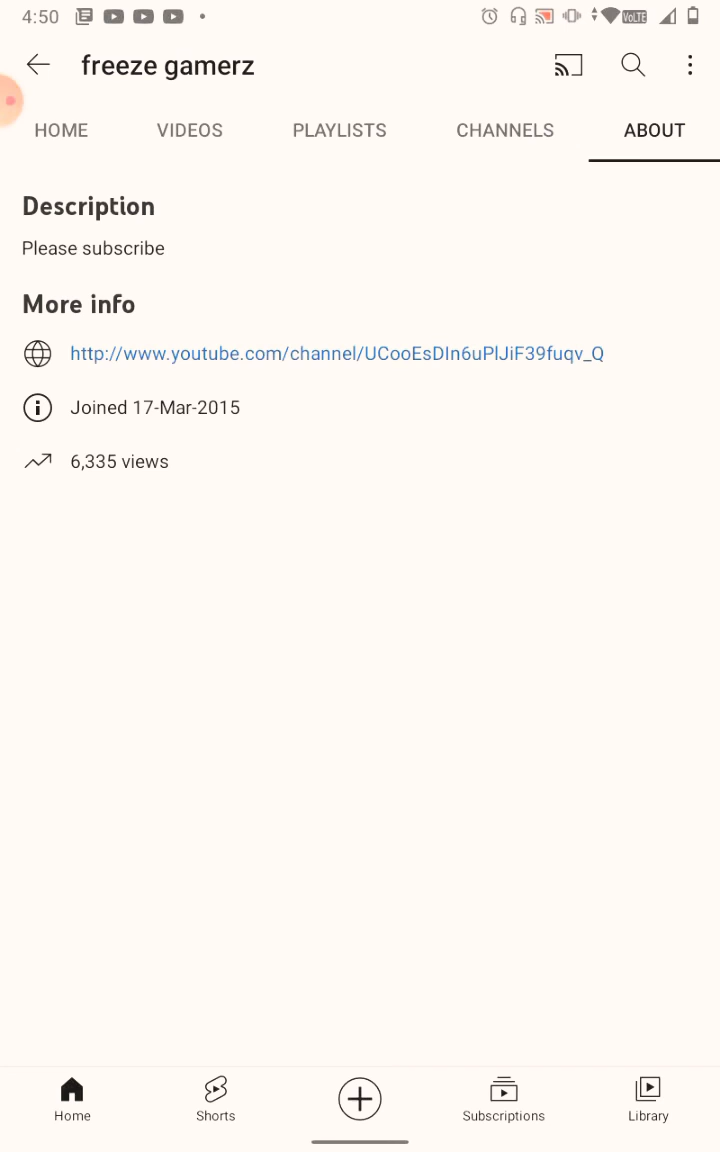 4:50
VoLTE
freeze gamerz
HOME VIDEOS PLAYLISTS CHANNELS ABOUT
Description
Please subscribe
More info
http://www.youtube.com/channel/UCooEsDIn6uPlJiF39fuqv_Q
Joined 17-Mar-2015
6,335 views
Home Shorts Subscriptions Library